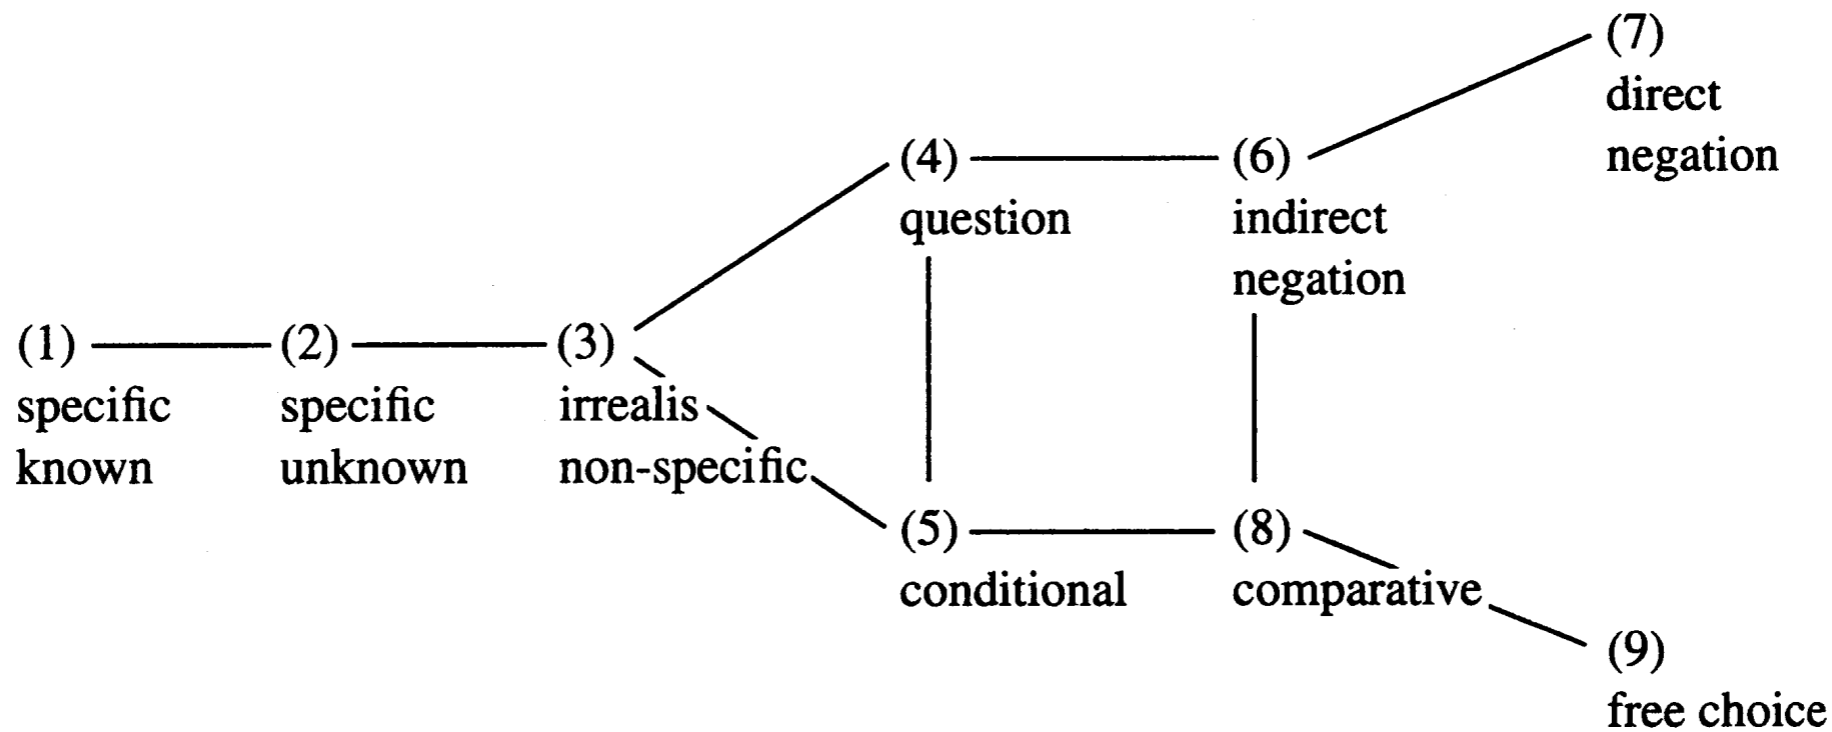 (1)
specific
known
(2)
specific
unknown
(3)
irrealis
non-specific
(4)
question
(5)
conditional
(6)
indirect
negation
(8)
comparative
(7)
direct
negation
(9)
free choice